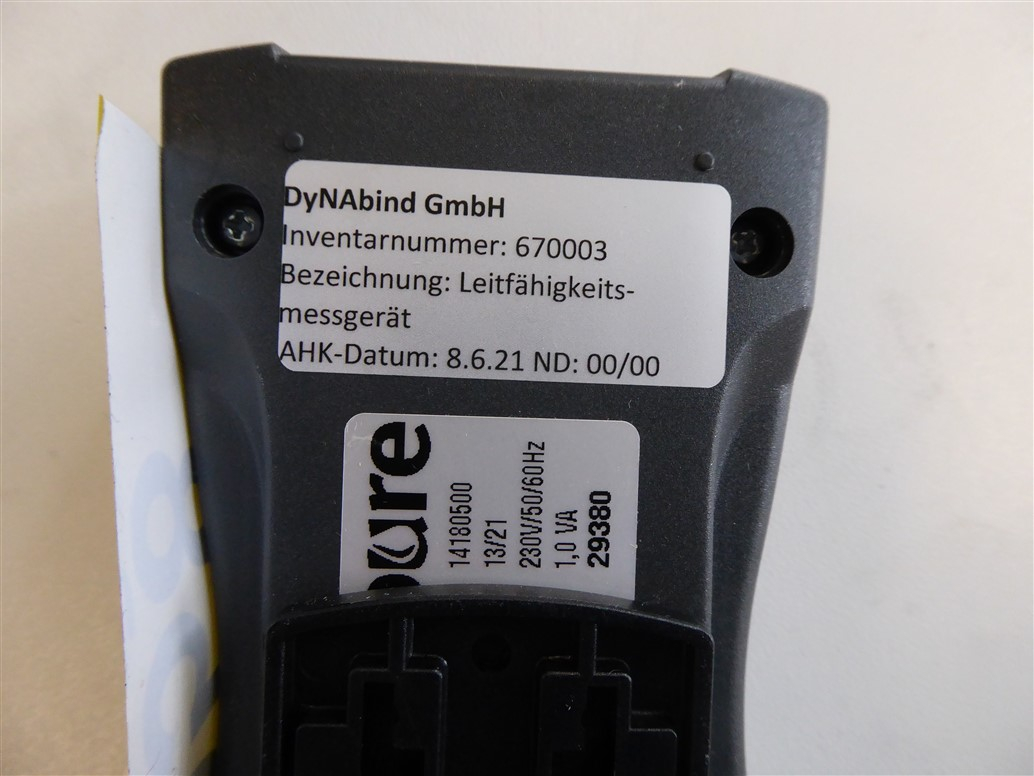 DyNAbind GmbH
Inventarnummer: 670003
Bezeichnung: Leitfähigkeits-
messgerät
AHK-Datum: 8.6.21 ND: 00/00
pure
14180500
13/21
230V/50/60Hz
1,0 VA
29380